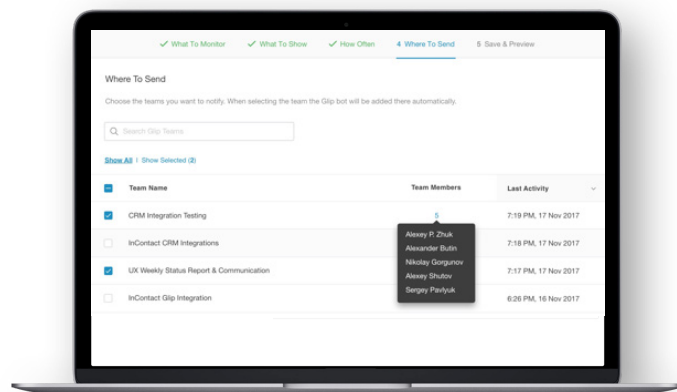 What To Monitor What To Show How Often 4 Where To Send 5 Save & Preview
Where To Send
Choose the teams you want to notify. When selecting the team the Glip bot will be added there automatically.
Search Glip Teams
Show All | Show Selected (2)
Team Name Team Members Last Activity
CRM Integration Testing 5 7:19 PM, 17 Nov 2017
Alexey P. Zhuk
InContact CRM Integrations 7:18 PM, 17 Nov 2017
Alexander Butin
Nikolay Gorgunov
UX Weekly Status Report & Communication 7:17 PM, 17 Nov 2017
Alexey Shutov
Sergey Pavlyuk
InContact Glip Integration 6:26 PM, 16 Nov 2017